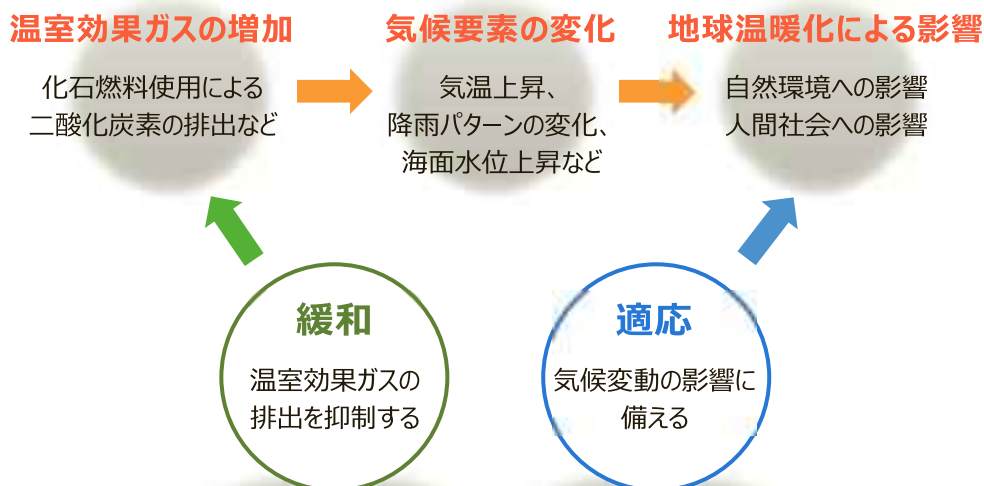 温室効果ガスの増加
化石燃料使用による
二酸化炭素の排出など
気候要素の変化
気温上昇、
降雨パターンの変化、
海面水位上昇など
地球温暖化による影響
自然環境への影響
人間社会への影響
緩和
温室効果ガスの
排出を抑制する
適応
気候変動の影響に
備える